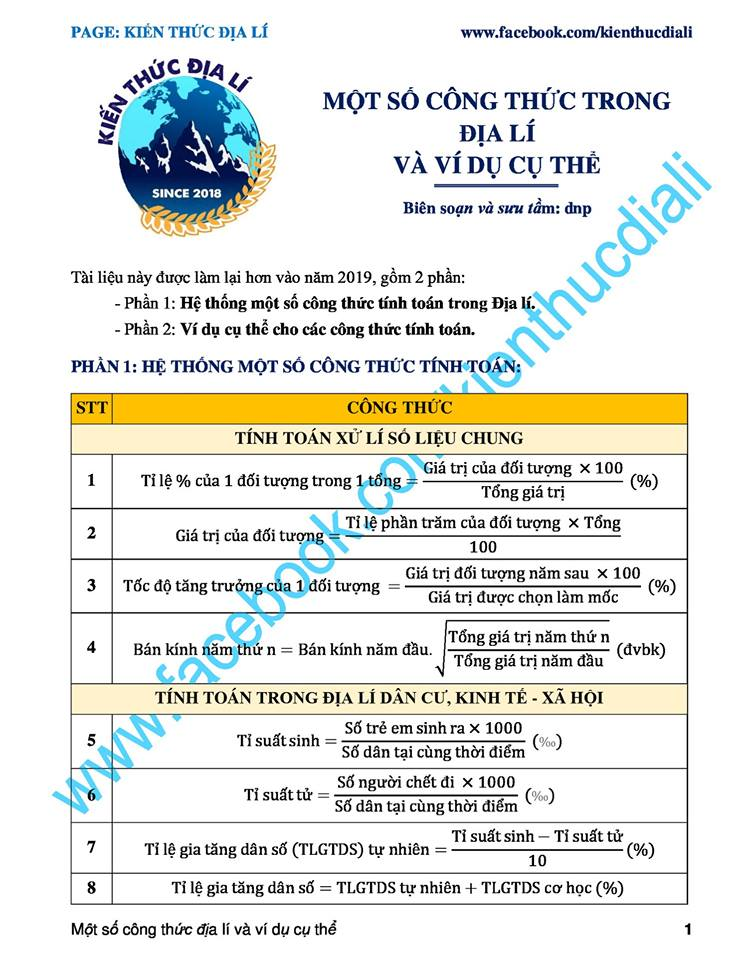 PAGE: KIẾN THỨC ĐỊA LÍ
www.facebook.com/kienthucdiali
KIẾN THỨC ĐỊA LÍ
SINCE 2018
MỘT SỐ CÔNG THỨC TRONG
ĐỊA LÍ
VÀ VÍ DỤ CỤ THỂ
Biên soạn và sưu tầm: dnp
Tài liệu này được làm lại hơn vào năm 2019, gồm 2 phần:
- Phần 1: Hệ thống một số công thức tính toán trong Địa lí.
- Phần 2: Ví dụ cụ thể cho các công thức tính toán.
PHẦN 1: HỆ THỐNG MỘT SỐ CÔNG THỨC TÍNH TOÁN:
STT CÔNG THỨC
TÍNH TOÁN XỬ LÍ SỐ LIỆU CHUNG
1 Tỉ lệ % của 1 đối tượng trong 1 tổng = Giá trị của đối tượng × 100 / Tổng giá trị (%)
2 Giá trị của đối tượng = Tỉ lệ phần trăm của đối tượng × Tổng / 100
3 Tốc độ tăng trưởng của 1 đối tượng = Giá trị đối tượng năm sau × 100 / Giá trị được chọn làm mốc (%)
4 Bán kính năm thứ n = Bán kính năm đầu. √(Tổng giá trị năm thứ n / Tổng giá trị năm đầu) (đvbk)
TÍNH TOÁN TRONG ĐỊA LÍ DÂN CƯ, KINH TẾ - XÃ HỘI
5 Tỉ suất sinh = Số trẻ em sinh ra × 1000 / Số dân tại cùng thời điểm (‰)
6 Tỉ suất tử = Số người chết đi × 1000 / Số dân tại cùng thời điểm (‰)
7 Tỉ lệ gia tăng dân số (TLGTDS) tự nhiên = Tỉ suất sinh − Tỉ suất tử / 10 (%)
8 Tỉ lệ gia tăng dân số = TLGTDS tự nhiên + TLGTDS cơ học (%)
Một số công thức địa lí và ví dụ cụ thể 1
www.facebook.com/kienthucdiali